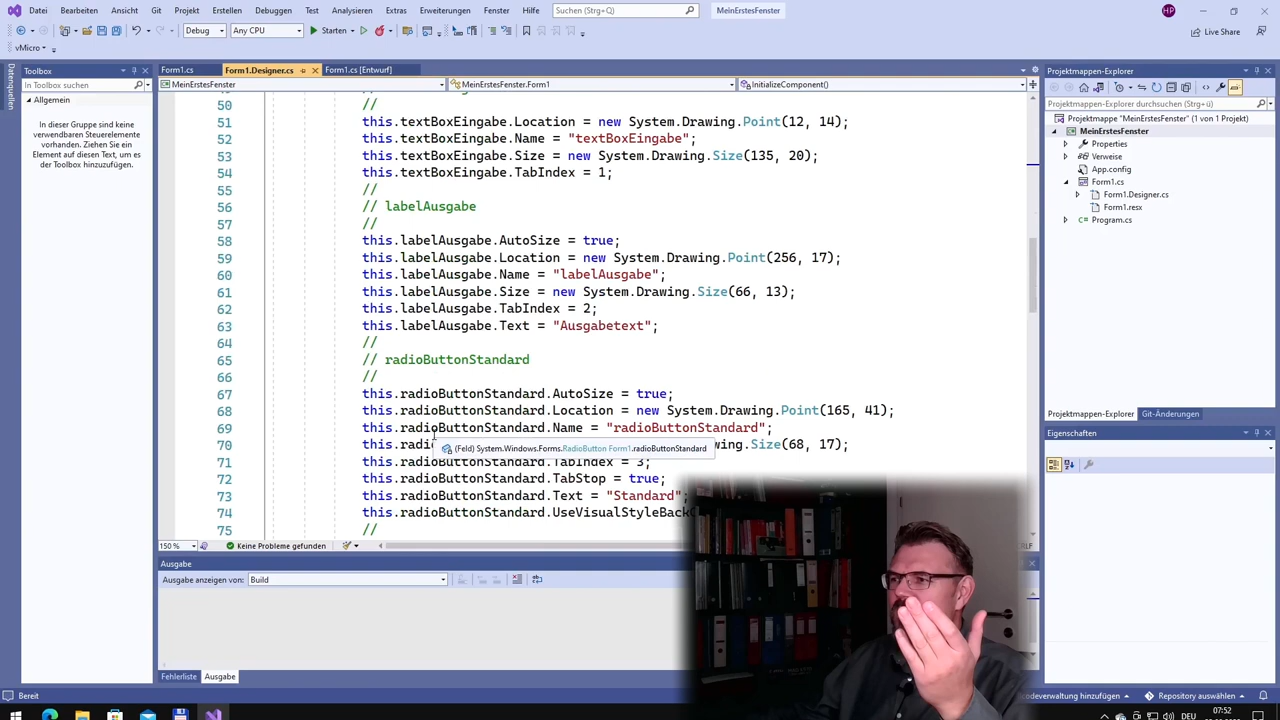 Datei Bearbeiten Ansicht Git Projekt Erstellen Debuggen Test Analysieren Extras Erweiterungen Fenster Hilfe Suchen (Strg+Q) MeinErstesFenster HP
Debug Any CPU Starten Live Share
vMicro
Datenquellen
Toolbox
In Toolbox suchen
Allgemein
In dieser Gruppe sind keine
verwendbaren Steuerelemente
vorhanden. Ziehen Sie ein
Element auf diesen Text, um es
der Toolbox hinzuzufügen.
Form1.cs Form1.Designer.cs Form1.cs [Entwurf]
MeinErstesFenster MeinErstesFenster.Form1 InitializeComponent()
50 //
51 this.textBoxEingabe.Location = new System.Drawing.Point(12, 14);
52 this.textBoxEingabe.Name = "textBoxEingabe";
53 this.textBoxEingabe.Size = new System.Drawing.Size(135, 20);
54 this.textBoxEingabe.TabIndex = 1;
55 //
56 // labelAusgabe
57 //
58 this.labelAusgabe.AutoSize = true;
59 this.labelAusgabe.Location = new System.Drawing.Point(256, 17);
60 this.labelAusgabe.Name = "labelAusgabe";
61 this.labelAusgabe.Size = new System.Drawing.Size(66, 13);
62 this.labelAusgabe.TabIndex = 2;
63 this.labelAusgabe.Text = "Ausgabetext";
64 //
65 // radioButtonStandard
66 //
67 this.radioButtonStandard.AutoSize = true;
68 this.radioButtonStandard.Location = new System.Drawing.Point(165, 41);
69 this.radioButtonStandard.Name = "radioButtonStandard";
70 this.radi wing.Size(68, 17);
(Feld) System.Windows.Forms.RadioButton Form1.radioButtonStandard
71 this.radioButtonStandard.TabIndex = 3;
72 this.radioButtonStandard.TabStop = true;
73 this.radioButtonStandard.Text = "Standard";
74 this.radioButtonStandard.UseVisualStyleBack
75 //
150 % Keine Probleme gefunden
Ausgabe
Ausgabe anzeigen von: Build
Fehlerliste Ausgabe
Projektmappen-Explorer
Projektmappen-Explorer durchsuchen (Strg+ü)
Projektmappe "MeinErstesFenster" (1 von 1 Projekt)
MeinErstesFenster
Properties
Verweise
App.config
Form1.cs
Form1.Designer.cs
Form1.resx
Program.cs
Projektmappen-Explorer Git-Änderungen
Eigenschaften
Bereit
Repository auswählen
DEU 07:52